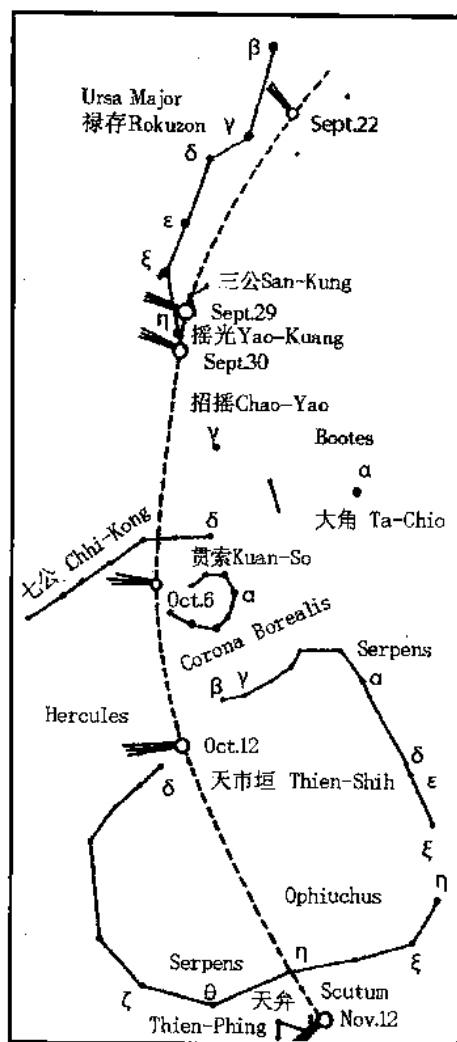 β
Ursa Major
禄存Rokuzon
γ
Sept.22
δ
ε
ξ
三公San-Kung
Sept.29
η
摇光Yao-Kuang
Sept.30
招摇Chao-Yao
γ
Bootes
α
大角 Ta-Chio
δ
七公 Chhi-Kong
贯索Kuan-So
Oct.6
α
Corona Borealis
Serpens
β γ
α
Hercules
Oct.12
δ
天市垣 Thien-Shih
δ
ε
ξ
η
Ophiuchus
Serpens
η
ξ
ζ
θ
天弁
Scutum
Thien-Phing
Nov.12